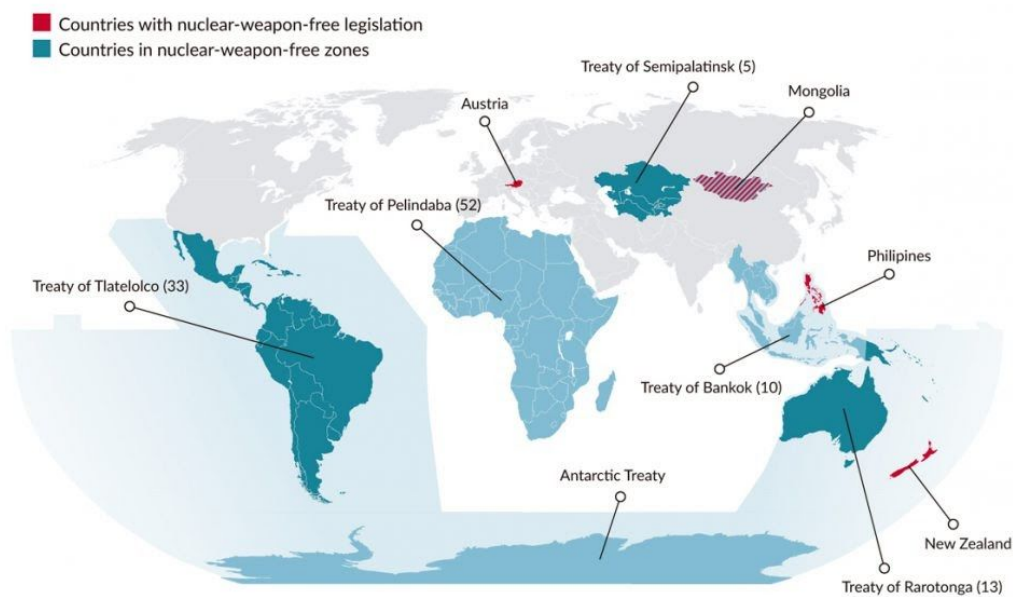 Countries with nuclear-weapon-free legislation
Countries in nuclear-weapon-free zones
Treaty of Semipalatinsk (5)
Mongolia
Austria
Treaty of Pelindaba (52)
Philipines
Treaty of Tlatelolco (33)
Treaty of Bankok (10)
Antarctic Treaty
New Zealand
Treaty of Rarotonga (13)